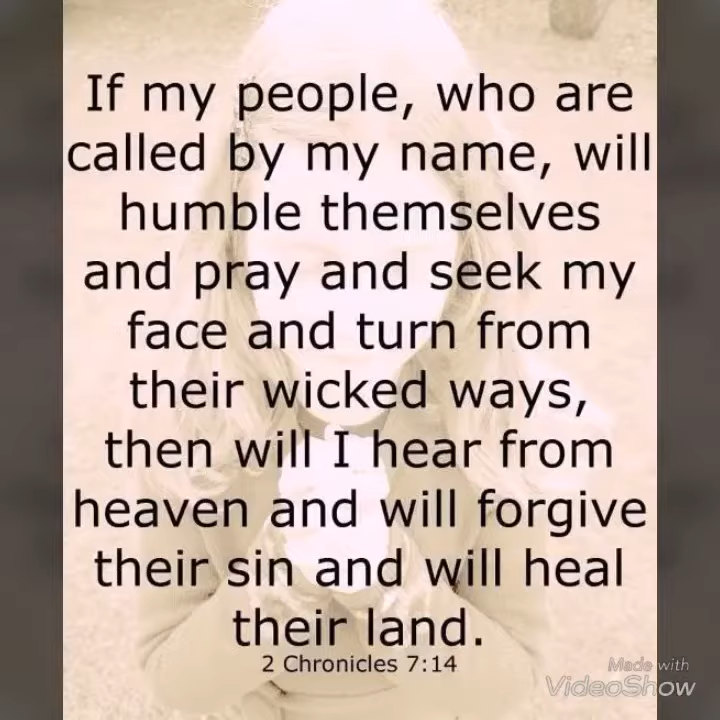 If my people, who are
called by my name, will
humble themselves
and pray and seek my
face and turn from
their wicked ways,
then will I hear from
heaven and will forgive
their sin and will heal
their land.
2 Chronicles 7:14
Made with
VideoShow